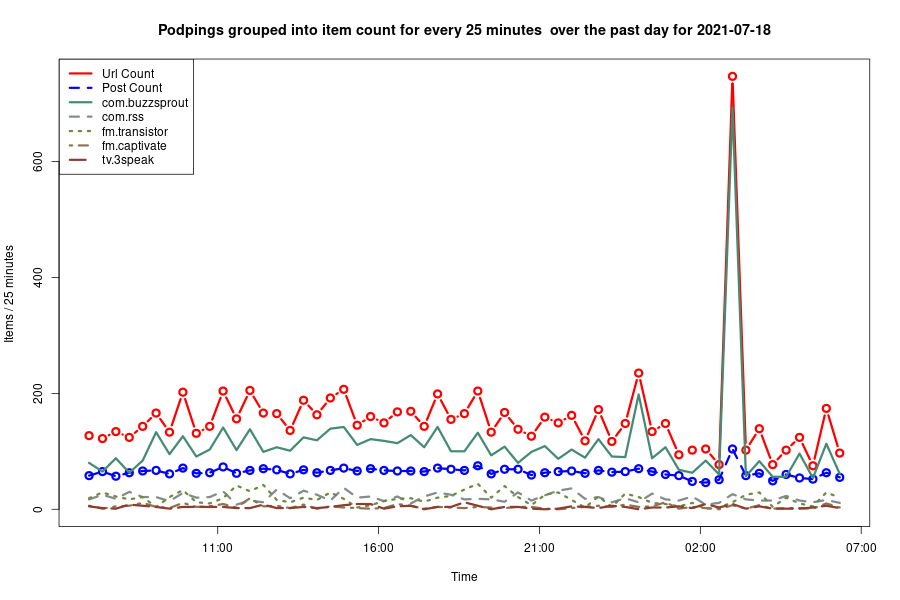 Podpings grouped into item count for every 25 minutes  over the past day for 2021-07-18
Url Count
Post Count
com.buzzsprout
com.rss
fm.transistor
fm.captivate
tv.3speak
Items / 25 minutes
600
400
200
0
11:00 16:00 21:00 02:00 07:00
Time